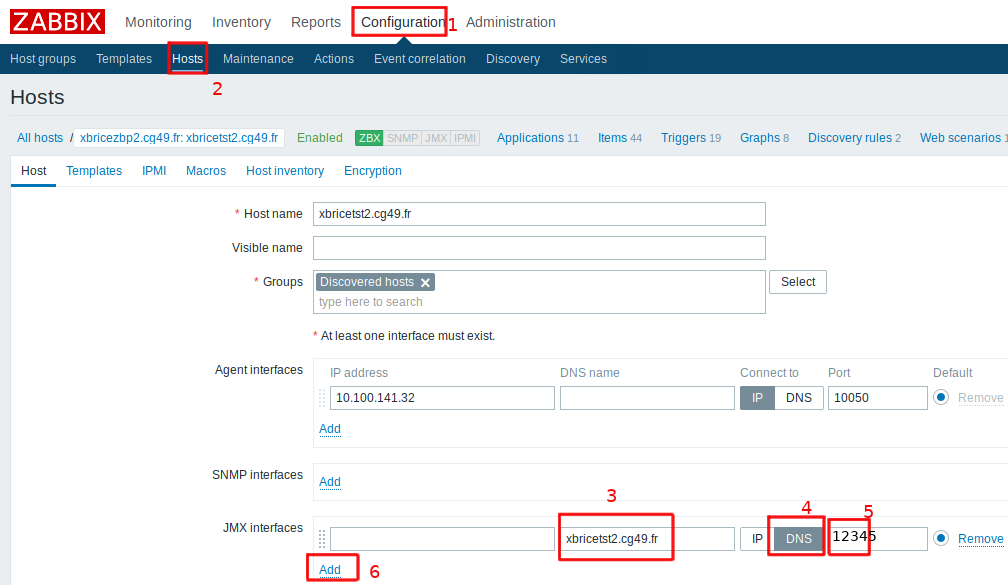 ZABBIX Monitoring Inventory Reports Configuration 1 Administration
Host groups Templates Hosts Maintenance Actions Event correlation Discovery Services
2
Hosts
All hosts / xbricezbp2.cg49.fr: xbricetst2.cg49.fr Enabled ZBX SNMP JMX IPMI Applications 11 Items 44 Triggers 19 Graphs 8 Discovery rules 2 Web scenarios 1
Host Templates IPMI Macros Host inventory Encryption
* Host name xbricetst2.cg49.fr
Visible name
* Groups Discovered hosts × Select
type here to search
* At least one interface must exist.
Agent interfaces IP address DNS name Connect to Port Default
10.100.141.32 IP DNS 10050 Remove
Add
SNMP interfaces Add
3 4 5
JMX interfaces xbricetst2.cg49.fr IP DNS 12345 Remove
Add 6